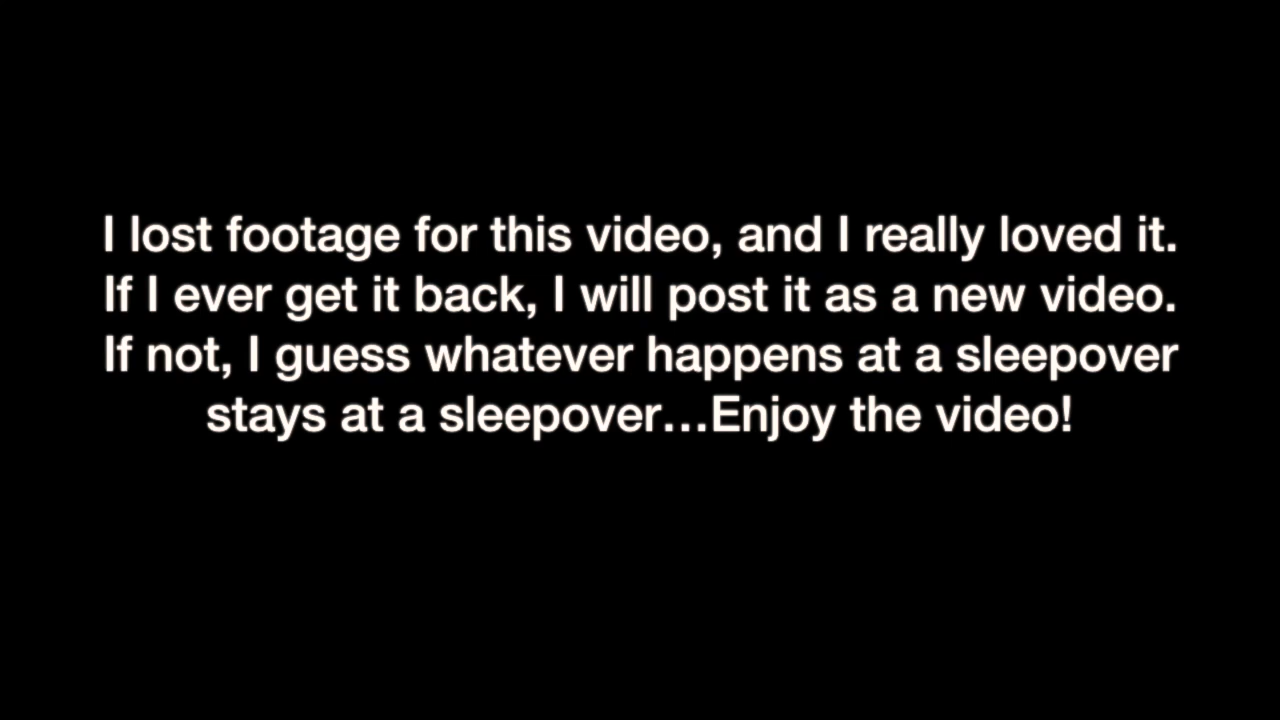 I lost footage for this video, and I really loved it.
If I ever get it back, I will post it as a new video.
If not, I guess whatever happens at a sleepover
stays at a sleepover…Enjoy the video!